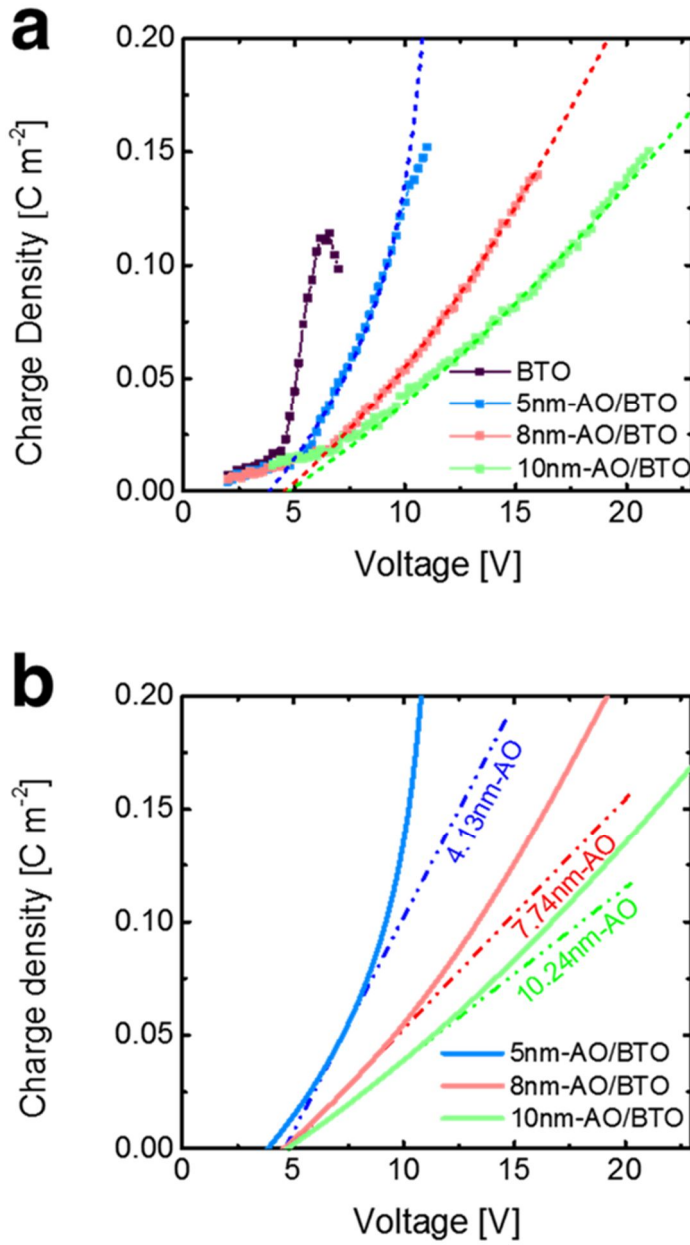 a
0.20
0.15
0.10
0.05
0.00
Charge Density [C m⁻²]
BTO
5nm-AO/BTO
8nm-AO/BTO
10nm-AO/BTO
0 5 10 15 20
Voltage [V]
b
0.20
0.15
0.10
0.05
0.00
Charge density [C m⁻²]
4.13nm-AO
7.74nm-AO
10.24nm-AO
5nm-AO/BTO
8nm-AO/BTO
10nm-AO/BTO
0 5 10 15 20
Voltage [V]